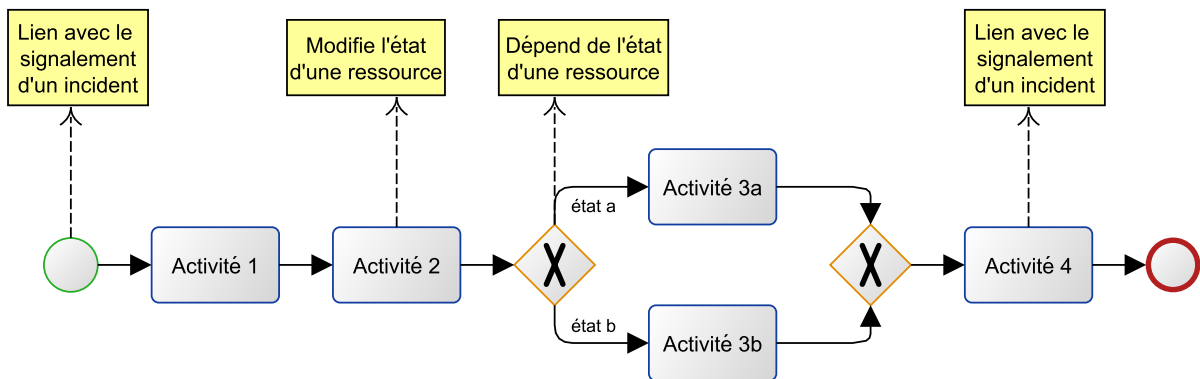 Lien avec le
signalement
d'un incident
Modifie l'état
d'une ressource
Dépend de l'état
d'une ressource
Lien avec le
signalement
d'un incident
Activité 1
Activité 2
état a
état b
Activité 3a
Activité 3b
Activité 4